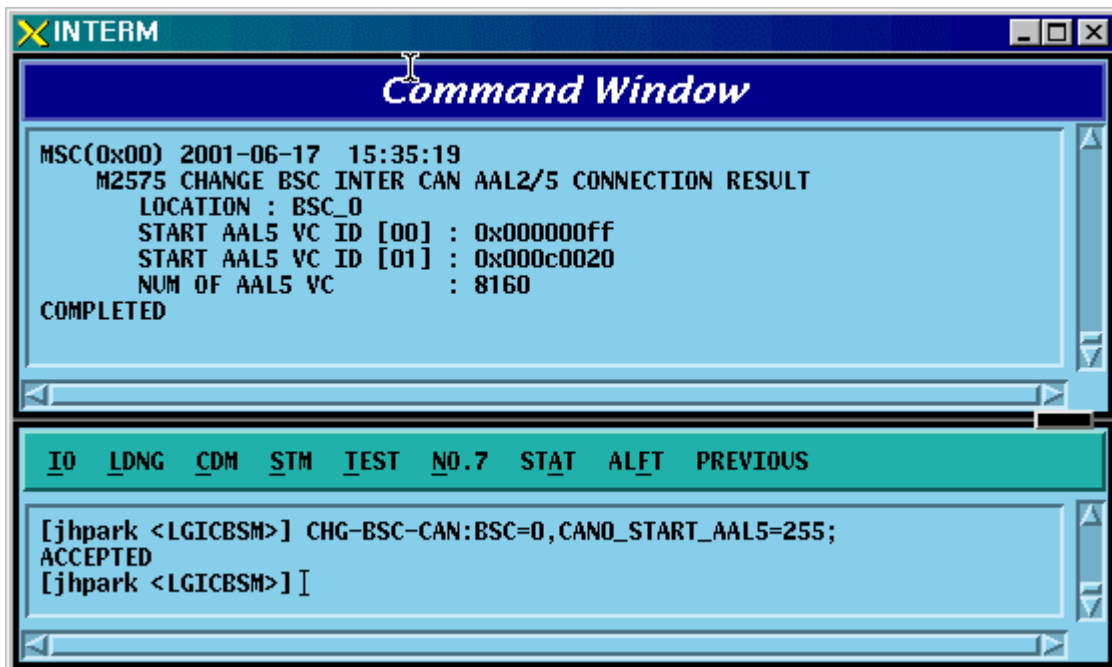 INTERM
Command Window
MSC(0x00) 2001-06-17 15:35:19
M2575 CHANGE BSC INTER CAN AAL2/5 CONNECTION RESULT
LOCATION : BSC_0
START AAL5 VC ID [00] : 0x000000ff
START AAL5 VC ID [01] : 0x000c0020
NUM OF AAL5 VC : 8160
COMPLETED
IO LDNG CDM STM TEST NO.7 STAT ALFT PREVIOUS
[jhpark <LGICBSM>] CHG-BSC-CAN:BSC=0,CAN0_START_AAL5=255;
ACCEPTED
[jhpark <LGICBSM>]